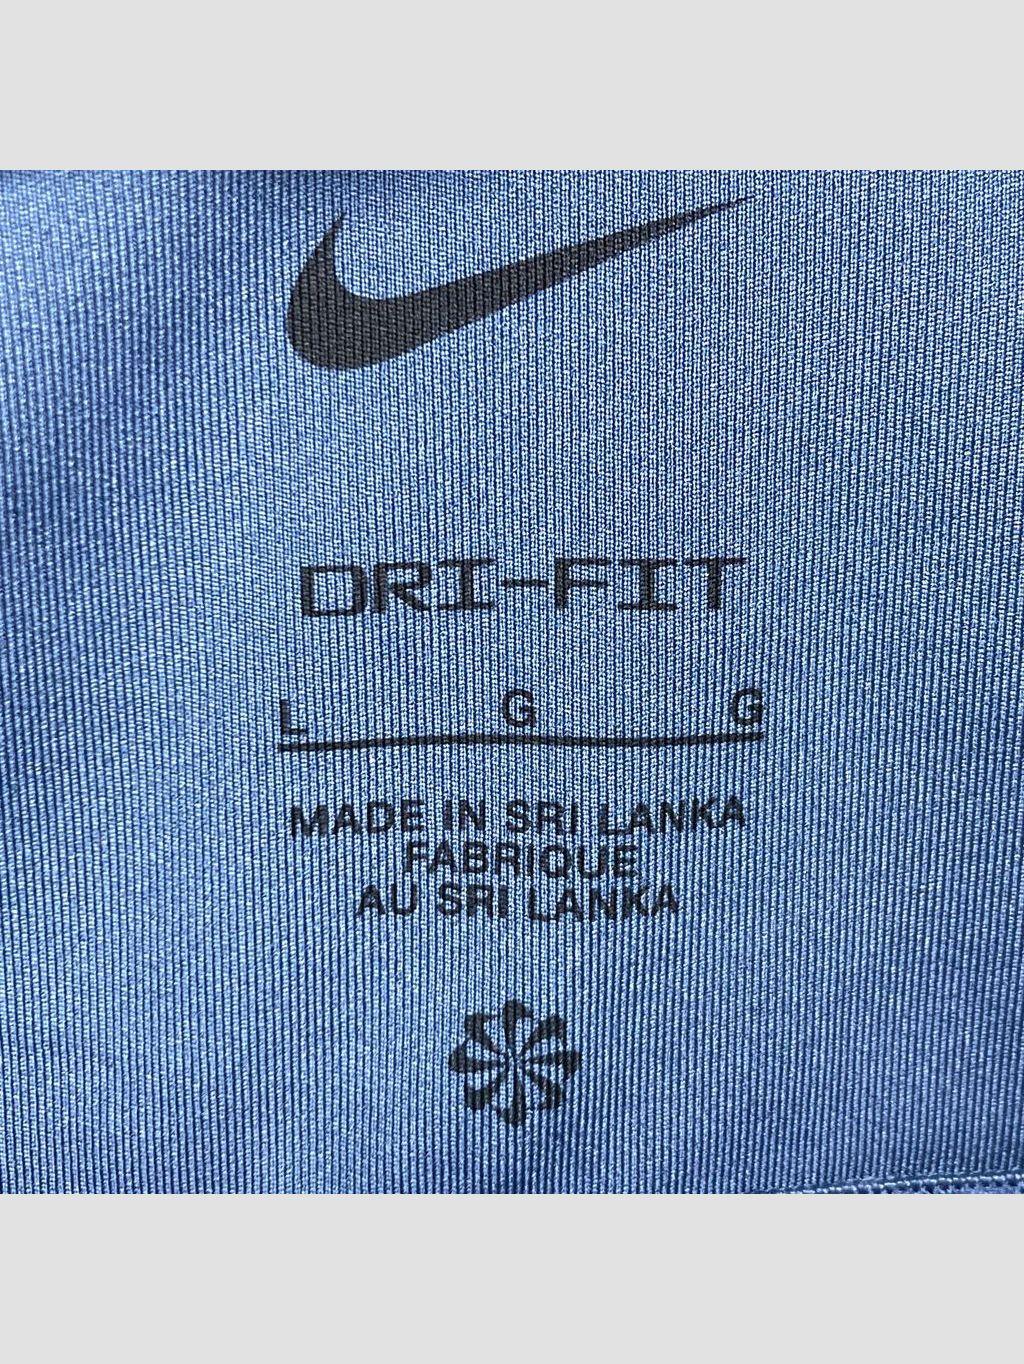 DRI-FIT
L G G
MADE IN SRI LANKA
FABRIQUE
AU SRI LANKA